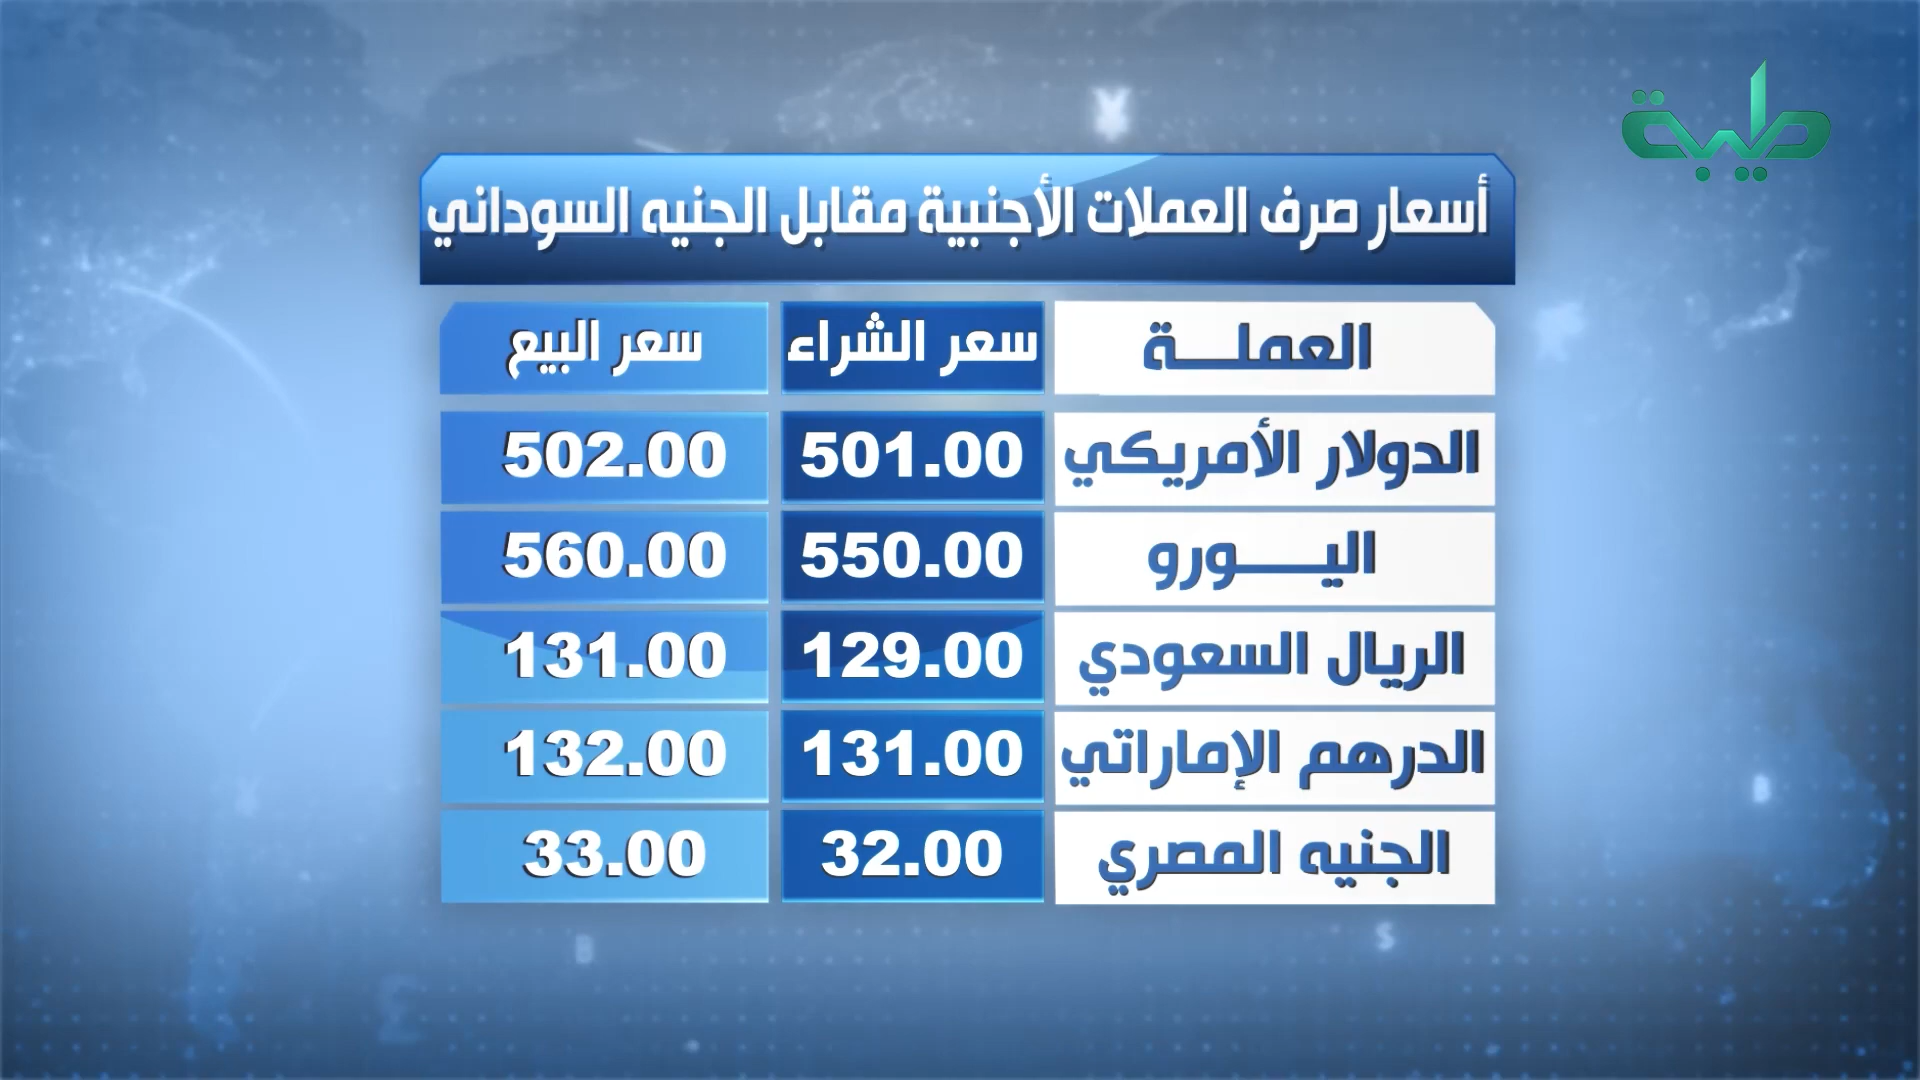 طيبة
أسعار صرف العملات الأجنبية مقابل الجنيه السوداني
العملـــة سعر الشراء سعر البيع
الدولار الأمريكي 501.00 502.00
اليـــــورو 550.00 560.00
الريال السعودي 129.00 131.00
الدرهم الإماراتي 131.00 132.00
الجنيه المصري 32.00 33.00